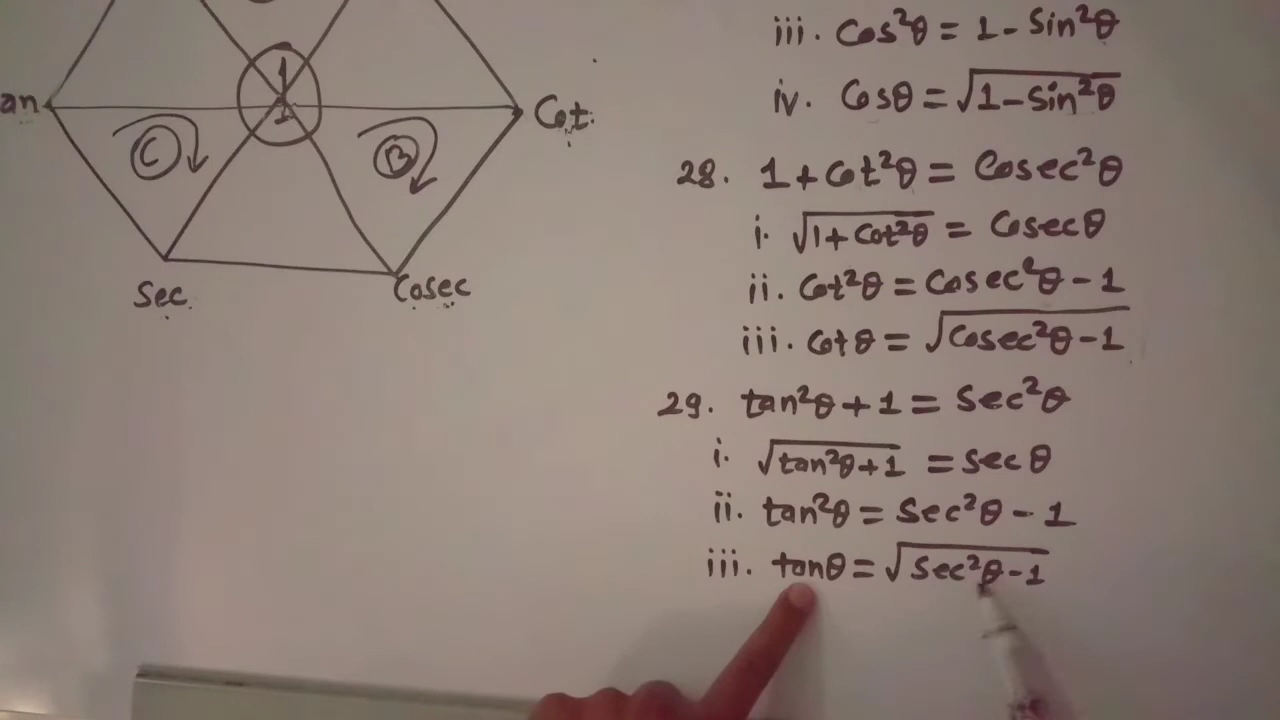 an
1
Cot.
C
B
Sec.
Cosec
iii. Cos²θ = 1 - Sin²θ
iv. Cosθ = √1-Sin²θ
28. 1 + Cot²θ = Cosec²θ
i. √1+Cot²θ = Cosecθ
ii. Cot²θ = Cosec²θ - 1
iii. Cotθ = √Cosec²θ-1
29. tan²θ + 1 = Sec²θ
i. √tan²θ+1 = secθ
ii. tan²θ = Sec²θ - 1
iii. tanθ = √Sec²θ-1